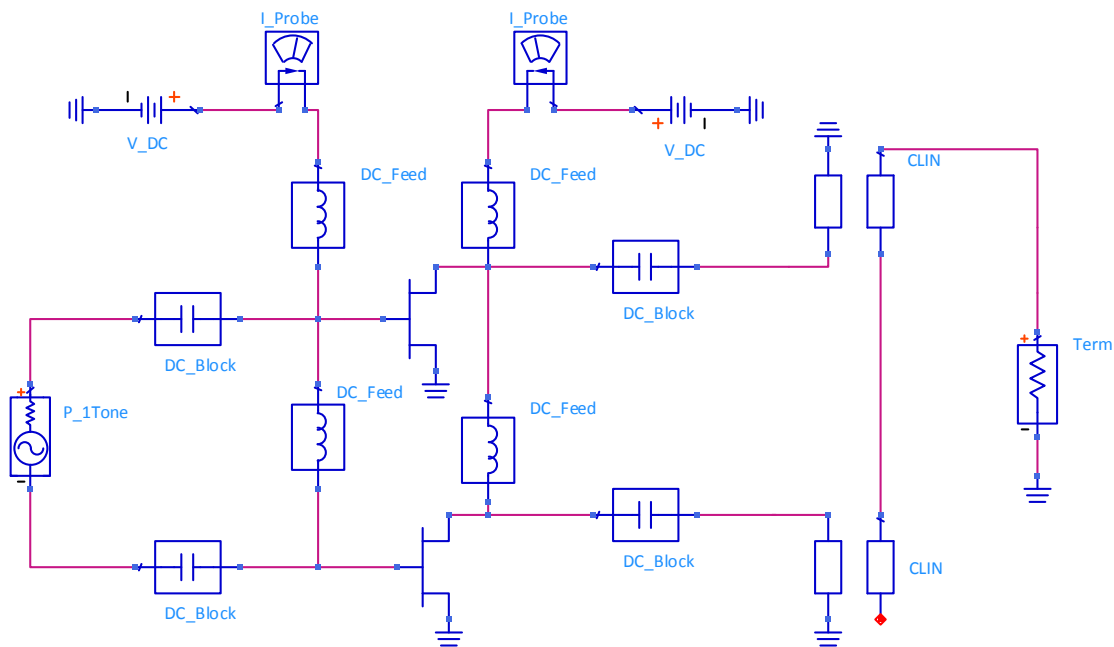 I_Probe
I_Probe
V_DC
V_DC
DC_Feed
DC_Feed
CLIN
DC_Block
DC_Block
Term
DC_Feed
DC_Feed
P_1Tone
DC_Block
CLIN
DC_Block